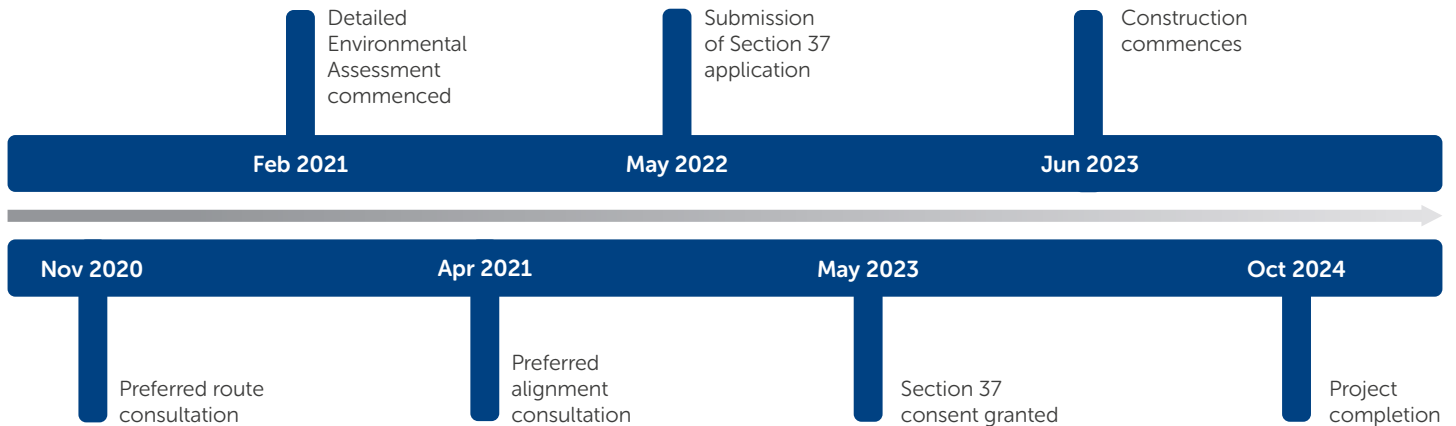 Detailed
Environmental
Assessment
commenced
Submission
of Section 37
application
Construction
commences
Feb 2021
May 2022
Jun 2023
Nov 2020
Apr 2021
May 2023
Oct 2024
Preferred route
consultation
Preferred
alignment
consultation
Section 37
consent granted
Project
completion